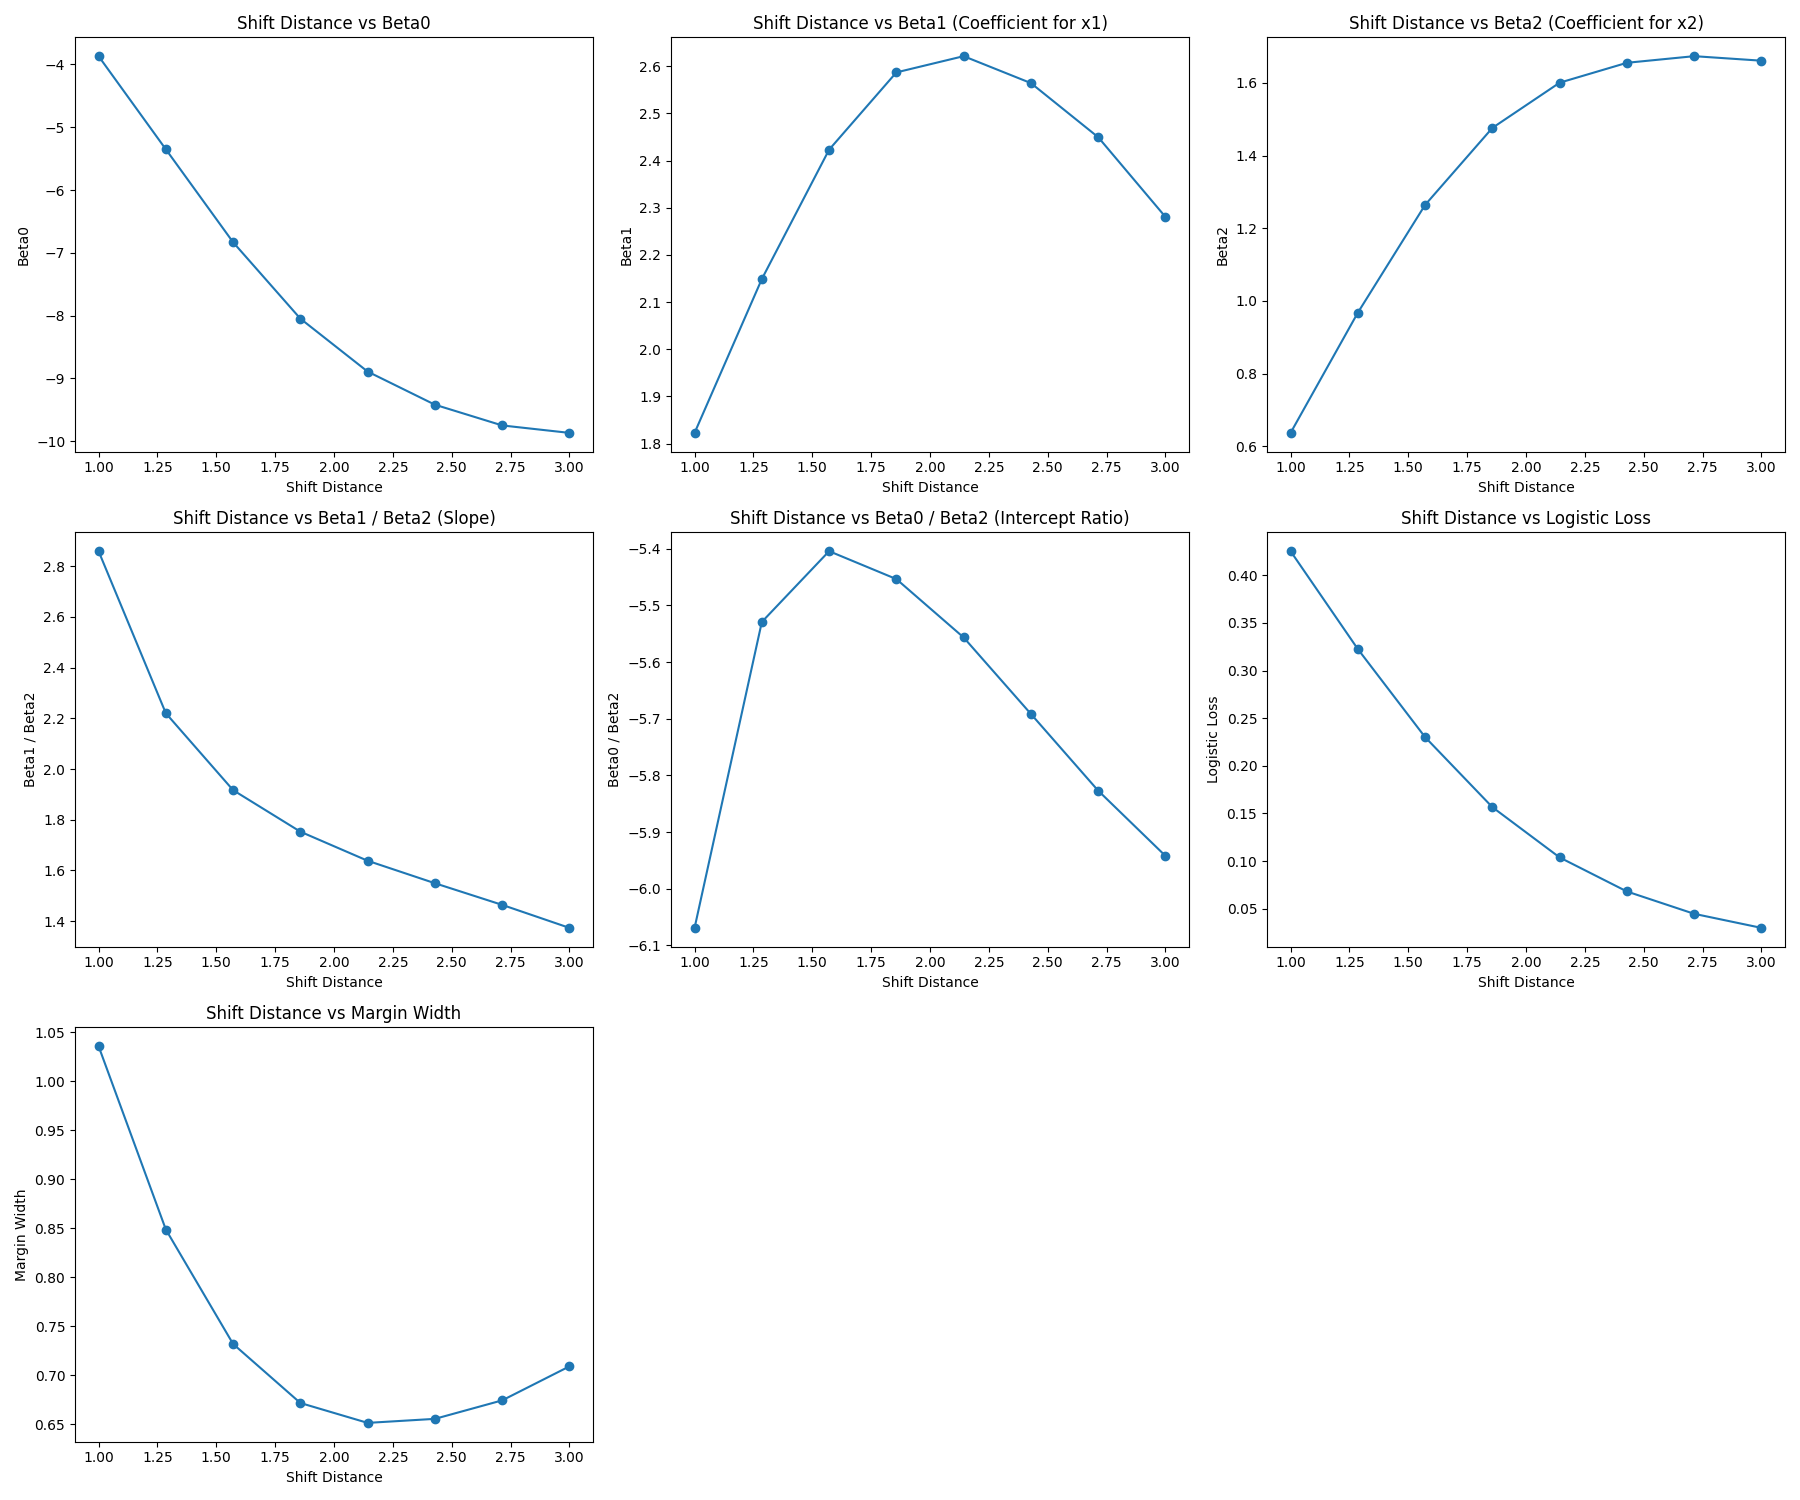 Shift Distance vs Beta0
Beta0
−4
−5
−6
−7
−8
−9
−10
1.00 1.25 1.50 1.75 2.00 2.25 2.50 2.75 3.00
Shift Distance
Shift Distance vs Beta1 (Coefficient for x1)
Beta1
2.6
2.5
2.4
2.3
2.2
2.1
2.0
1.9
1.8
1.00 1.25 1.50 1.75 2.00 2.25 2.50 2.75 3.00
Shift Distance
Shift Distance vs Beta2 (Coefficient for x2)
Beta2
1.6
1.4
1.2
1.0
0.8
0.6
1.00 1.25 1.50 1.75 2.00 2.25 2.50 2.75 3.00
Shift Distance
Shift Distance vs Beta1 / Beta2 (Slope)
Beta1 / Beta2
2.8
2.6
2.4
2.2
2.0
1.8
1.6
1.4
1.00 1.25 1.50 1.75 2.00 2.25 2.50 2.75 3.00
Shift Distance
Shift Distance vs Beta0 / Beta2 (Intercept Ratio)
Beta0 / Beta2
−5.4
−5.5
−5.6
−5.7
−5.8
−5.9
−6.0
−6.1
1.00 1.25 1.50 1.75 2.00 2.25 2.50 2.75 3.00
Shift Distance
Shift Distance vs Logistic Loss
Logistic Loss
0.40
0.35
0.30
0.25
0.20
0.15
0.10
0.05
1.00 1.25 1.50 1.75 2.00 2.25 2.50 2.75 3.00
Shift Distance
Shift Distance vs Margin Width
Margin Width
1.05
1.00
0.95
0.90
0.85
0.80
0.75
0.70
0.65
1.00 1.25 1.50 1.75 2.00 2.25 2.50 2.75 3.00
Shift Distance